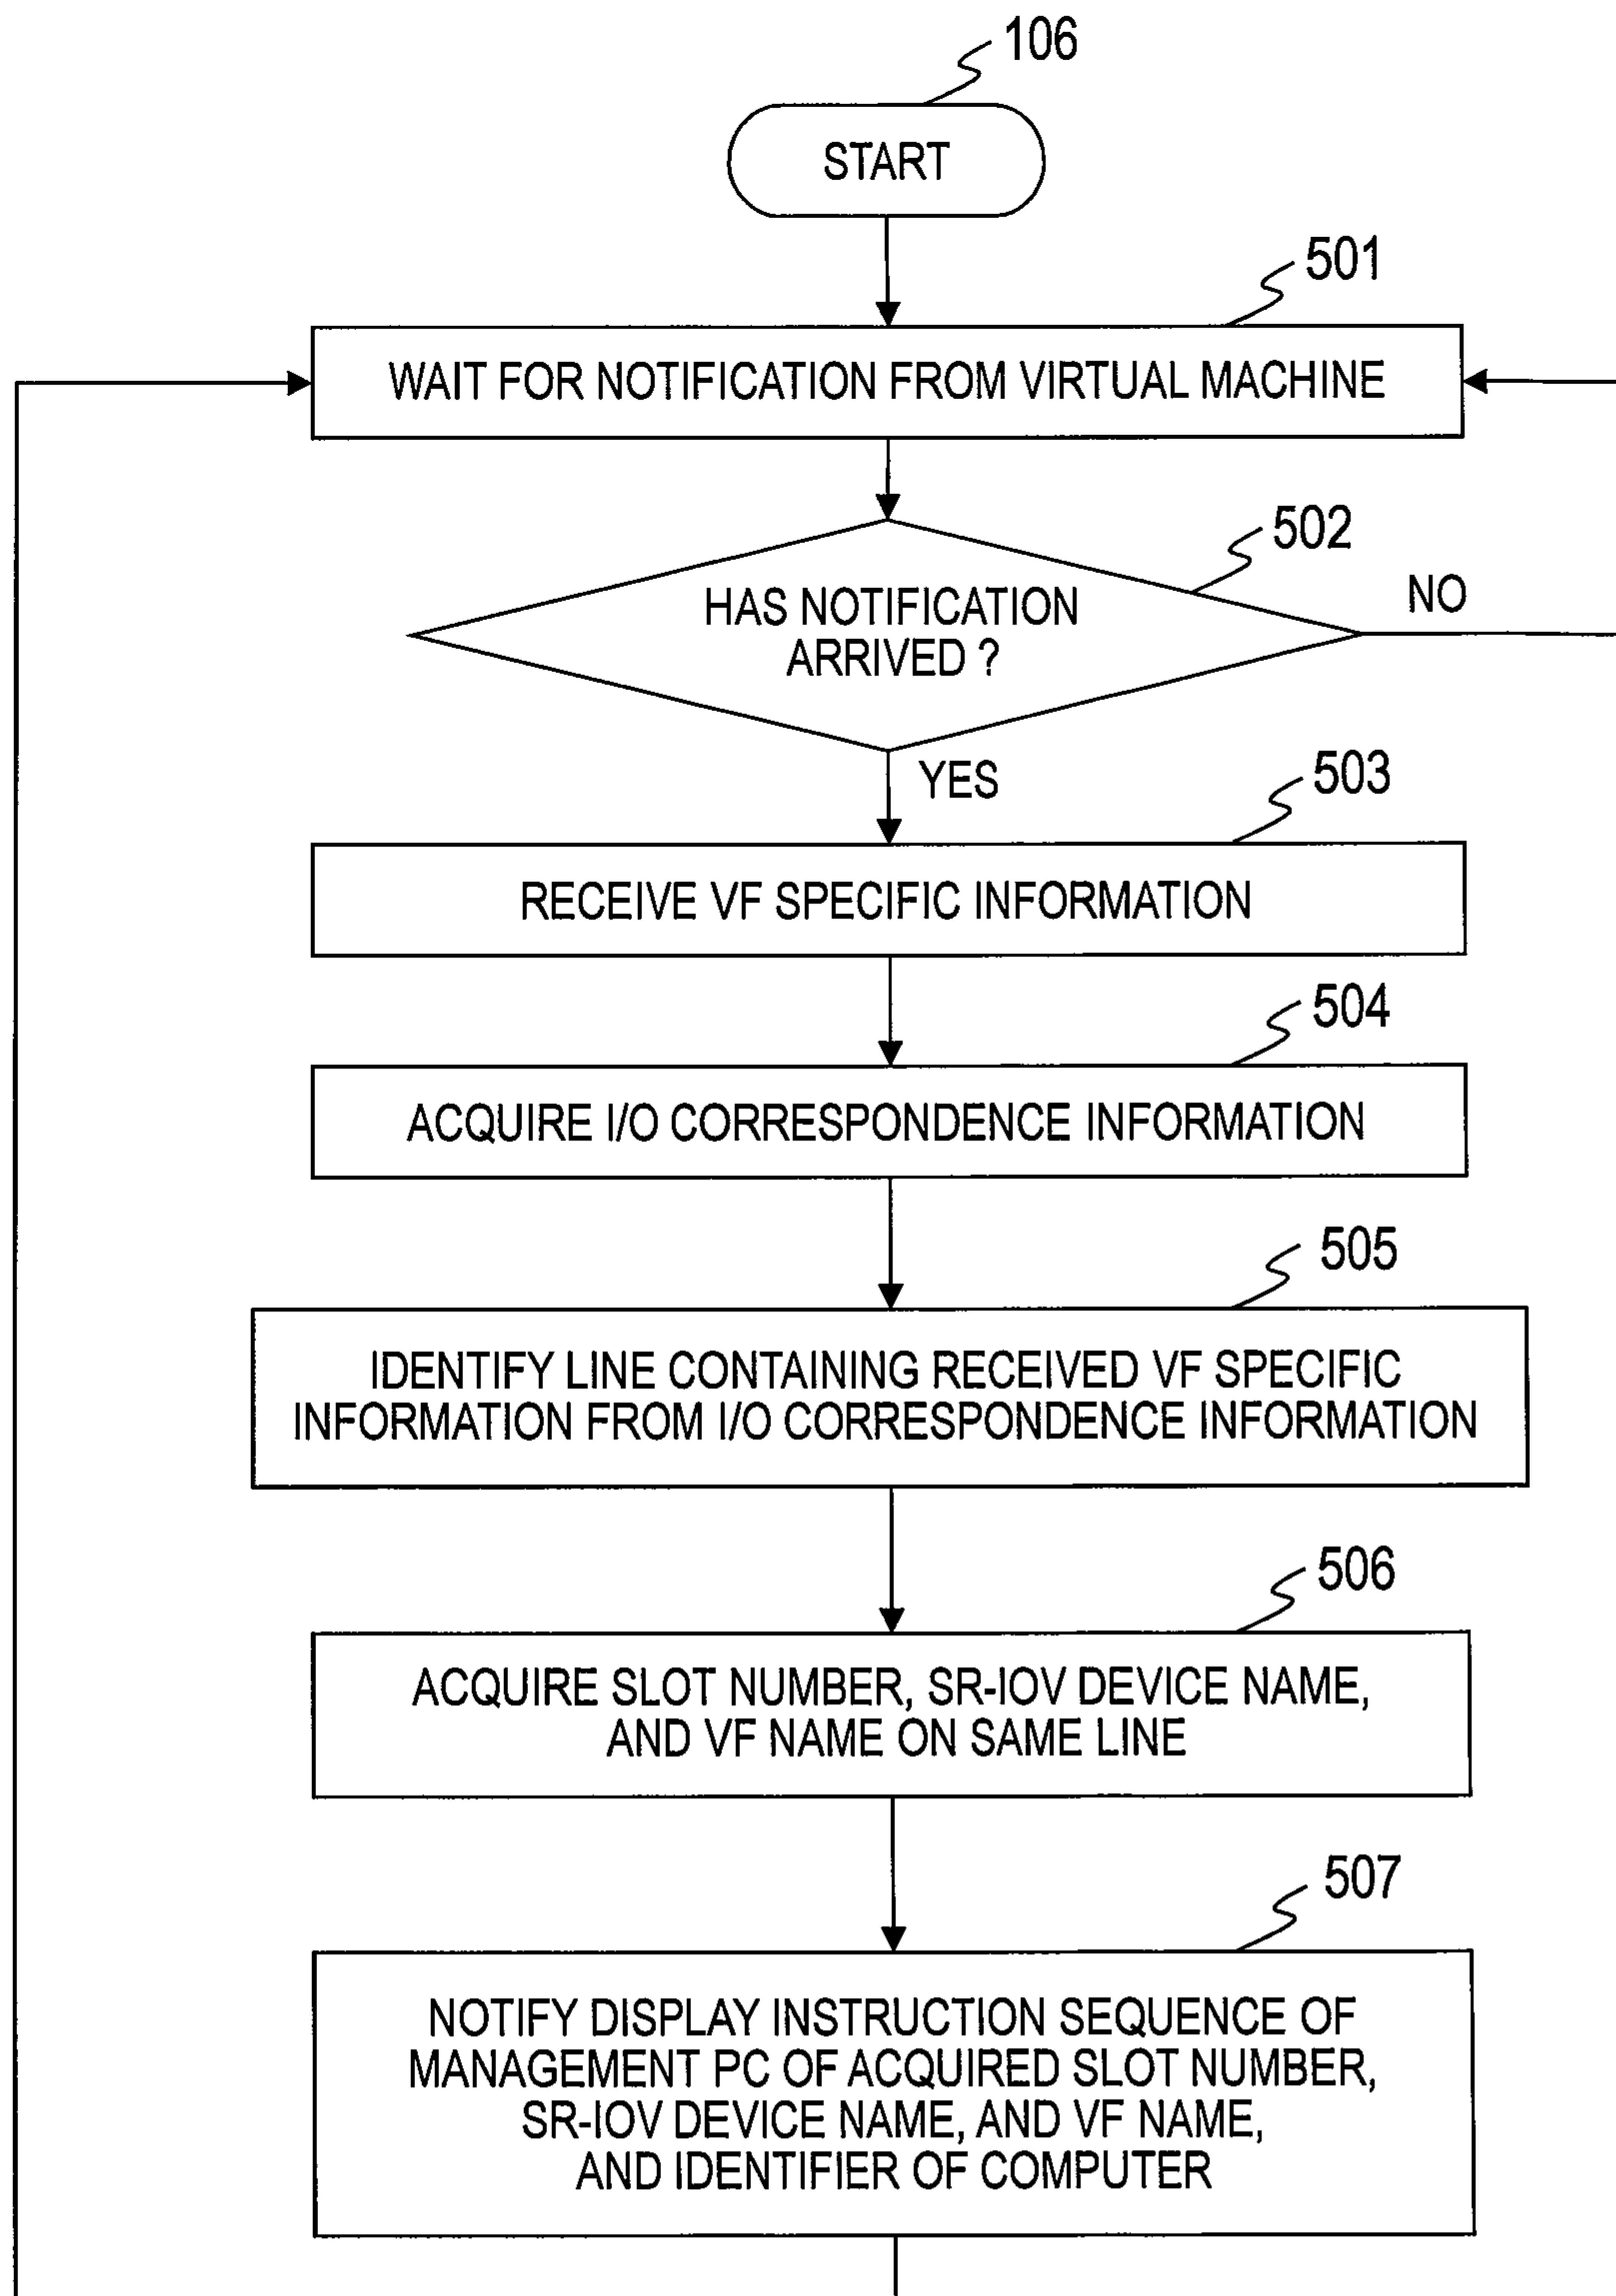 106
START
501
WAIT FOR NOTIFICATION FROM VIRTUAL MACHINE
502
HAS NOTIFICATION
ARRIVED ?
NO
YES
503
RECEIVE VF SPECIFIC INFORMATION
504
ACQUIRE I/O CORRESPONDENCE INFORMATION
505
IDENTIFY LINE CONTAINING RECEIVED VF SPECIFIC
INFORMATION FROM I/O CORRESPONDENCE INFORMATION
506
ACQUIRE SLOT NUMBER, SR-IOV DEVICE NAME,
AND VF NAME ON SAME LINE
507
NOTIFY DISPLAY INSTRUCTION SEQUENCE OF
MANAGEMENT PC OF ACQUIRED SLOT NUMBER,
SR-IOV DEVICE NAME, AND VF NAME,
AND IDENTIFIER OF COMPUTER